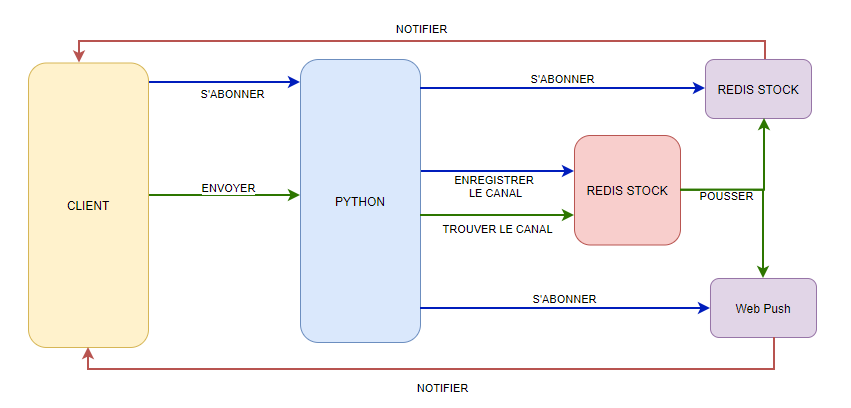 NOTIFIER
S'ABONNER
S'ABONNER
REDIS STOCK
ENREGISTRER
LE CANAL
ENVOYER
REDIS STOCK
POUSSER
CLIENT
PYTHON
TROUVER LE CANAL
S'ABONNER
Web Push
NOTIFIER